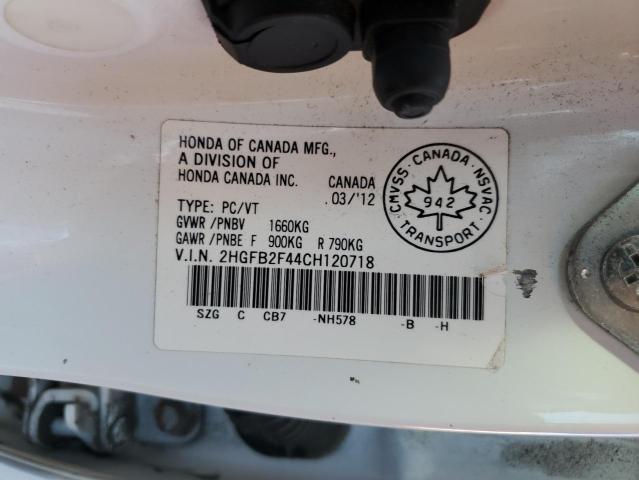 HONDA OF CANADA MFG.,
A DIVISION OF
HONDA CANADA INC. CANADA
TYPE: PC/VT .03/'12
GVWR /PNBV 1660KG
GAWR /PNBE F 900KG R 790KG
V.I.N. 2HGFB2F44CH120718
SZG C CB7 -NH578 -B -H
CMVSS·CANADA·NSVAC
942
TRANSPORT